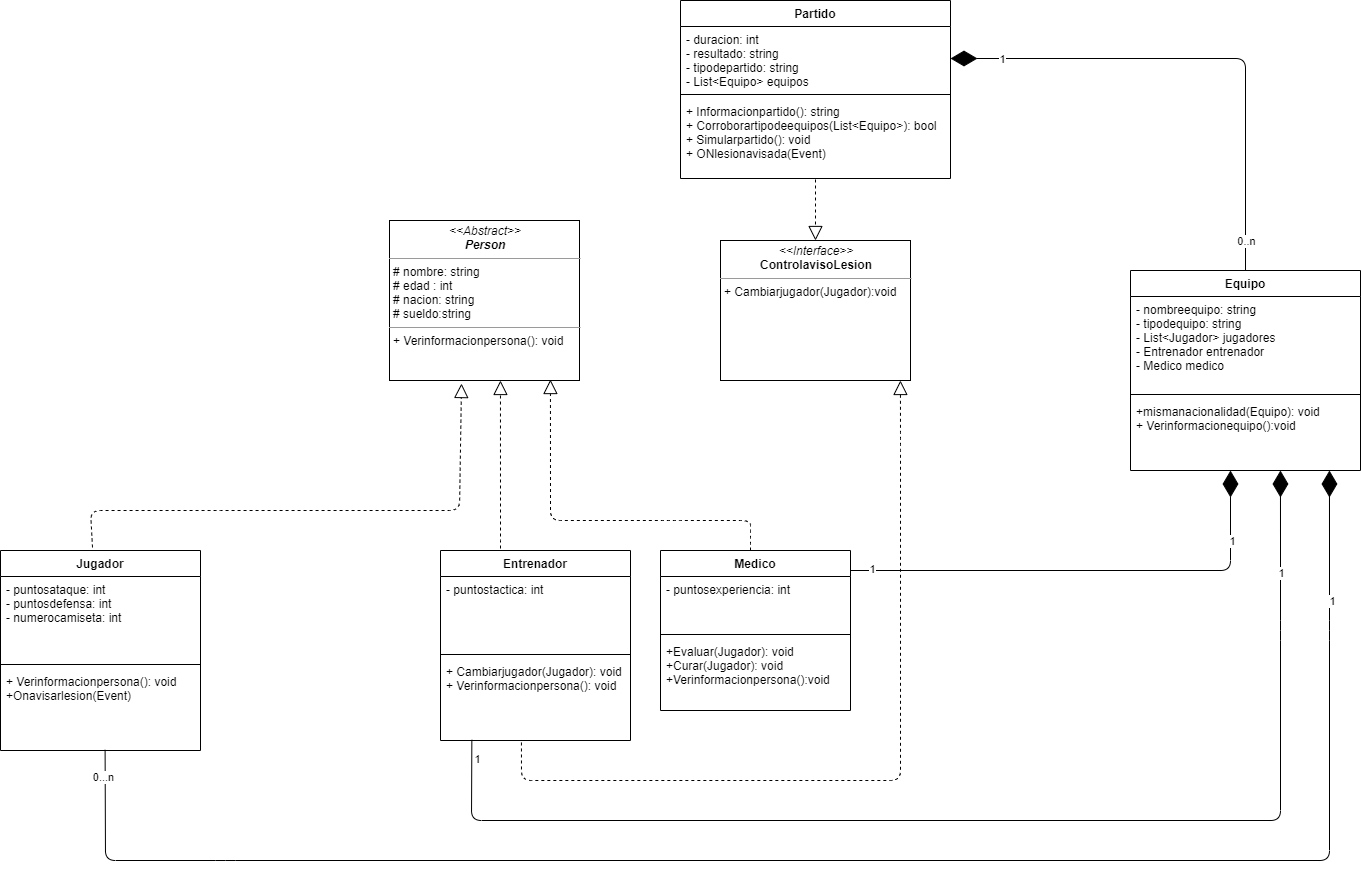 Partido
- duracion: int
- resultado: string
- tipodepartido: string
- List<Equipo> equipos
+ Informacionpartido(): string
+ Corroborartipodeequipos(List<Equipo>): bool
+ Simularpartido(): void
+ ONlesionavisada(Event)
1
0..n
<<Abstract>>
Person
# nombre: string
# edad : int
# nacion: string
# sueldo:string
+ Verinformacionpersona(): void
<<Interface>>
ControlavisoLesion
+ Cambiarjugador(Jugador):void
Equipo
- nombreequipo: string
- tipodequipo: string
- List<Jugador> jugadores
- Entrenador entrenador
- Medico medico
+mismanacionalidad(Equipo): void
+ Verinformacionequipo():void
1
1
1
1
Jugador
- puntosataque: int
- puntosdefensa: int
- numerocamiseta: int
+ Verinformacionpersona(): void
+Onavisarlesion(Event)
0...n
Entrenador
- puntostactica: int
+ Cambiarjugador(Jugador): void
+ Verinformacionpersona(): void
1
Medico
- puntosexperiencia: int
+Evaluar(Jugador): void
+Curar(Jugador): void
+Verinformacionpersona():void